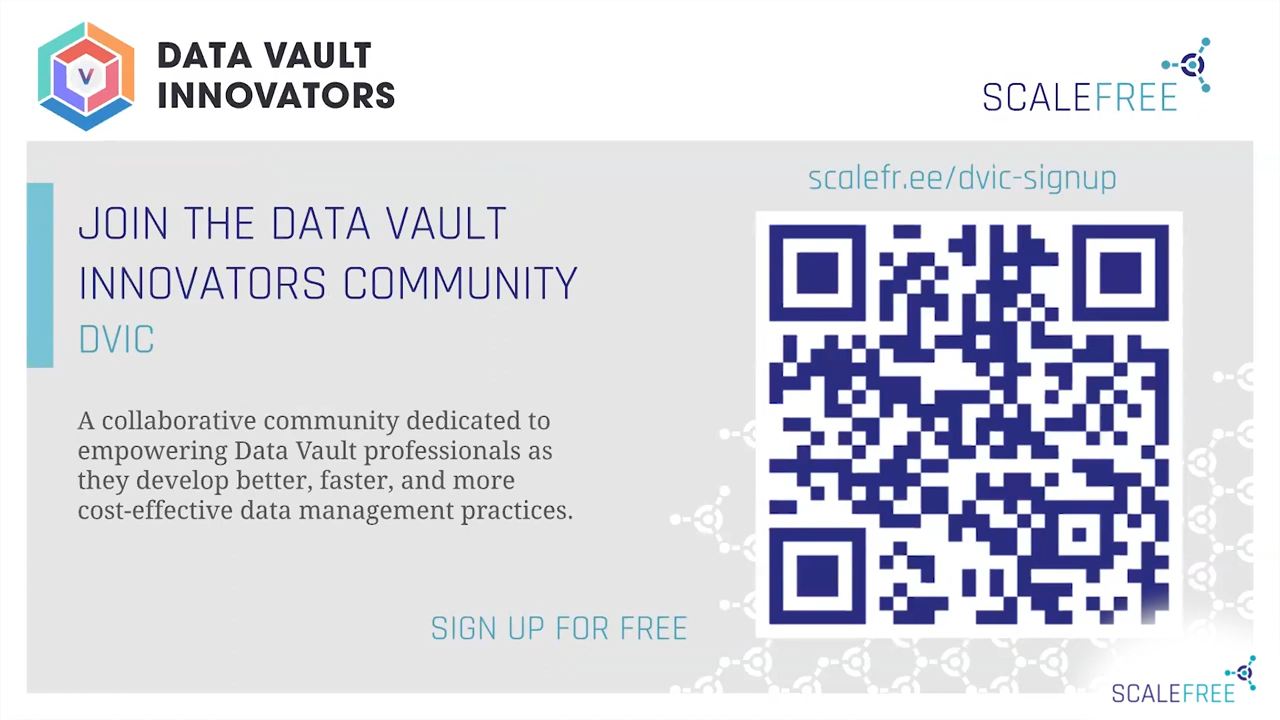 DATA VAULT
INNOVATORS
SCALEFREE
scalefr.ee/dvic-signup
JOIN THE DATA VAULT
INNOVATORS COMMUNITY
DVIC
A collaborative community dedicated to
empowering Data Vault professionals as
they develop better, faster, and more
cost-effective data management practices.
SIGN UP FOR FREE
SCALEFREE
V